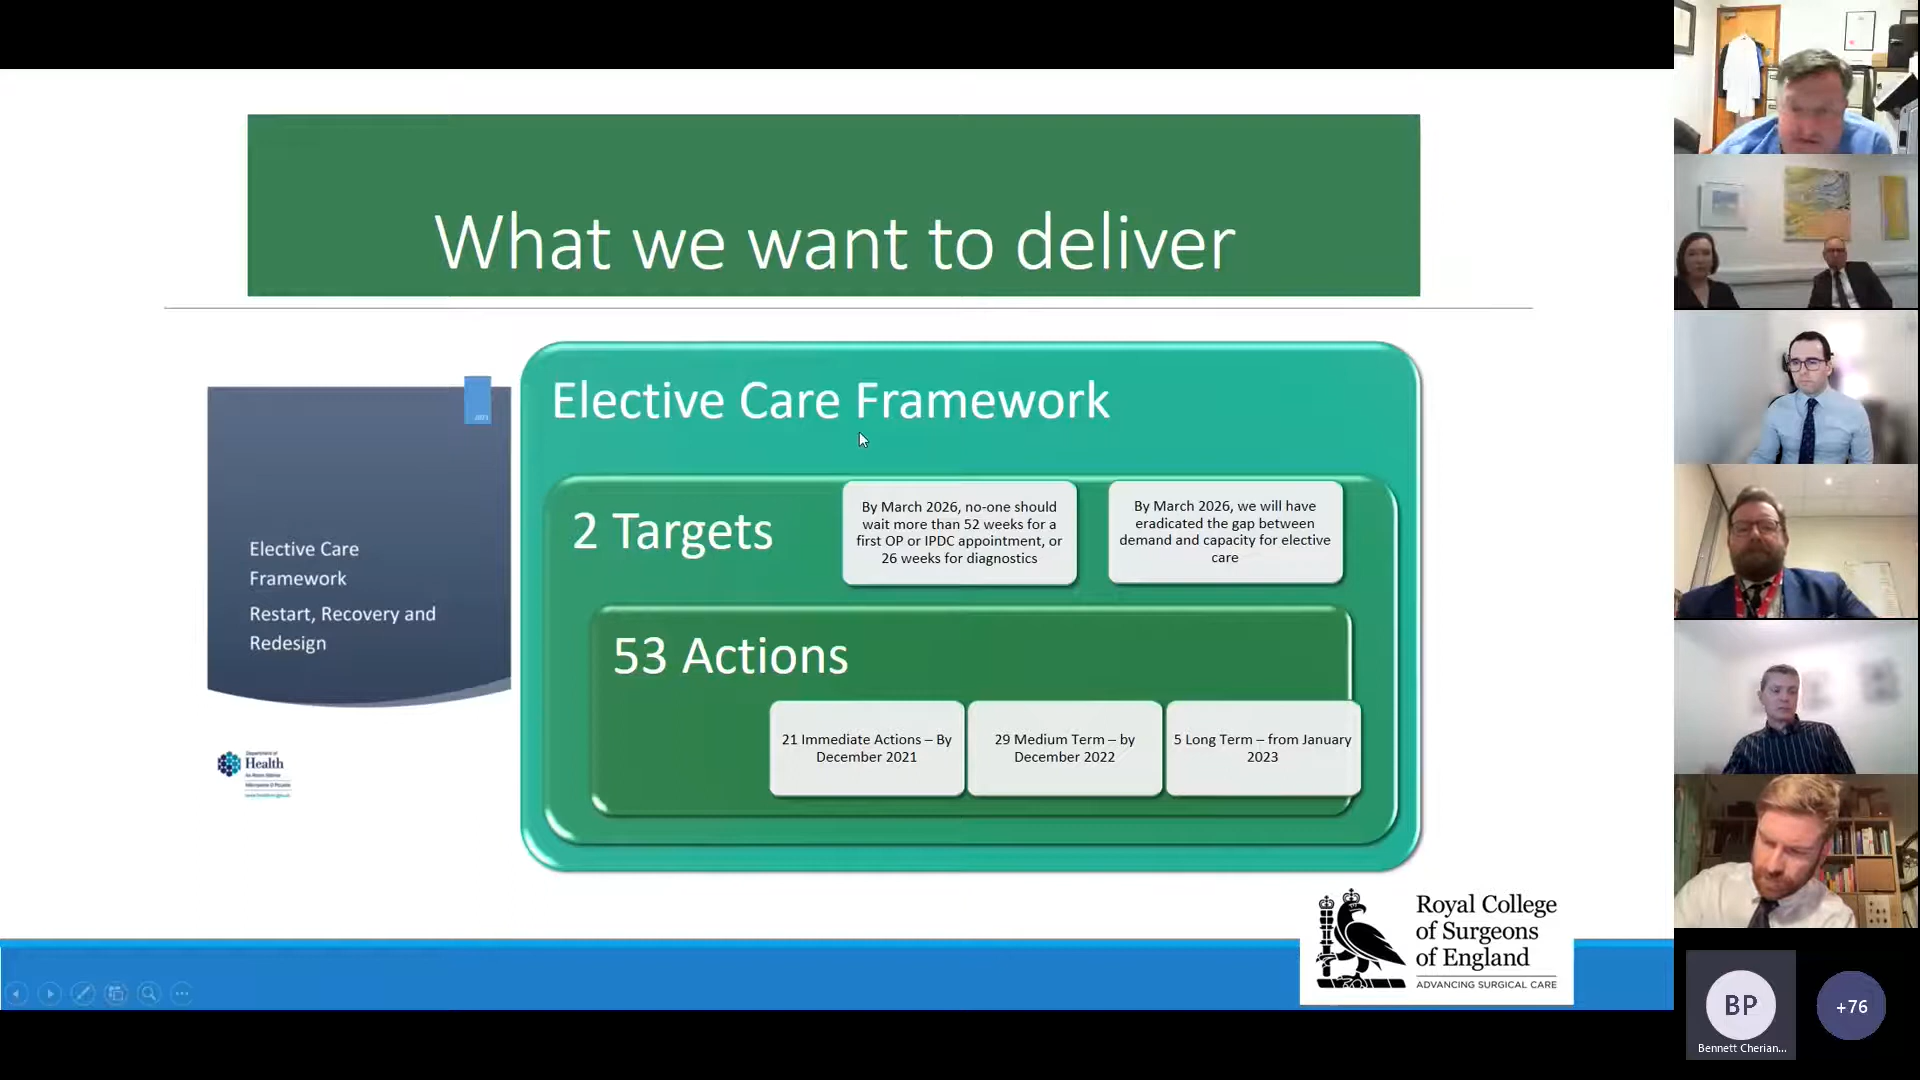 What we want to deliver
Elective Care
Framework
Restart, Recovery and
Redesign
Department of
Health
Elective Care Framework
2 Targets
By March 2026, no-one should
wait more than 52 weeks for a
first OP or IPDC appointment, or
26 weeks for diagnostics
By March 2026, we will have
eradicated the gap between
demand and capacity for elective
care
53 Actions
21 Immediate Actions – By
December 2021
29 Medium Term – by
December 2022
5 Long Term – from January
2023
Royal College
of Surgeons
of England
ADVANCING SURGICAL CARE
BP
Bennett Cherian...
+76